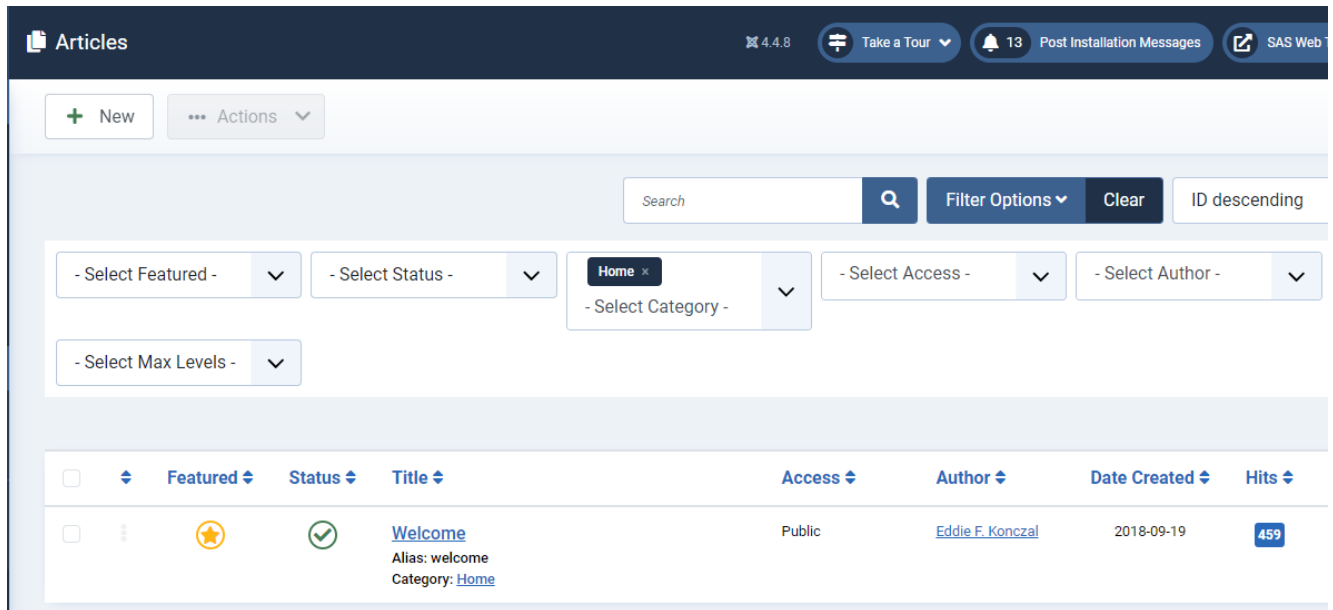 Articles 4.4.8 Take a Tour 13 Post Installation Messages SAS Web
New ••• Actions
Search Filter Options Clear ID descending
- Select Featured - - Select Status - Home × - Select Access - - Select Author -
- Select Category -
- Select Max Levels -
Featured Status Title Access Author Date Created Hits
Welcome Public Eddie F. Konczal 2018-09-19 459
Alias: welcome
Category: Home